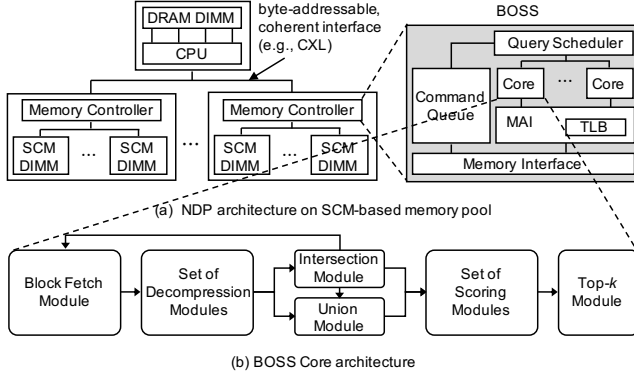 DRAM DIMM
CPU
byte-addressable,
coherent interface
(e.g., CXL)
Memory Controller
SCM
DIMM
...
SCM
DIMM
...
Memory Controller
SCM
DIMM
...
SCM
DIMM
BOSS
Query Scheduler
Command
Queue
Core
...
Core
MAI
TLB
Memory Interface
(a) NDP architecture on SCM-based memory pool
Block Fetch
Module
Set of
Decompression
Modules
Intersection
Module
Union
Module
Set of
Scoring
Modules
Top-k
Module
(b) BOSS Core architecture